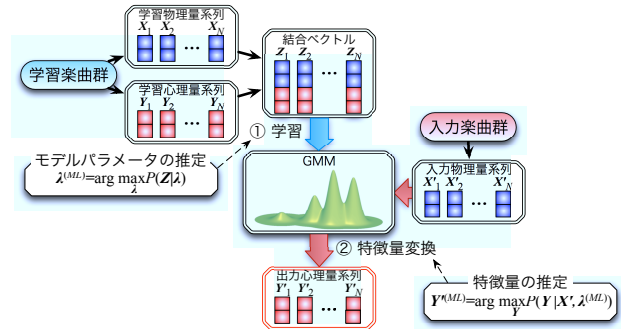 学習物理量系列
X1 X2 ··· XN
学習楽曲群
学習心理量系列
Y1 Y2 ··· YN
結合ベクトル
Z1 Z2 ··· ZN
① 学習
モデルパラメータの推定
λ(ML)=arg maxP(Z|λ)
λ
GMM
入力楽曲群
入力物理量系列
X'1 X'2 ··· X'N
② 特徴量変換
出力心理量系列
Y'1 Y'2 ··· Y'N
特徴量の推定
Y'(ML)=arg maxP(Y|X',λ(ML))
Y